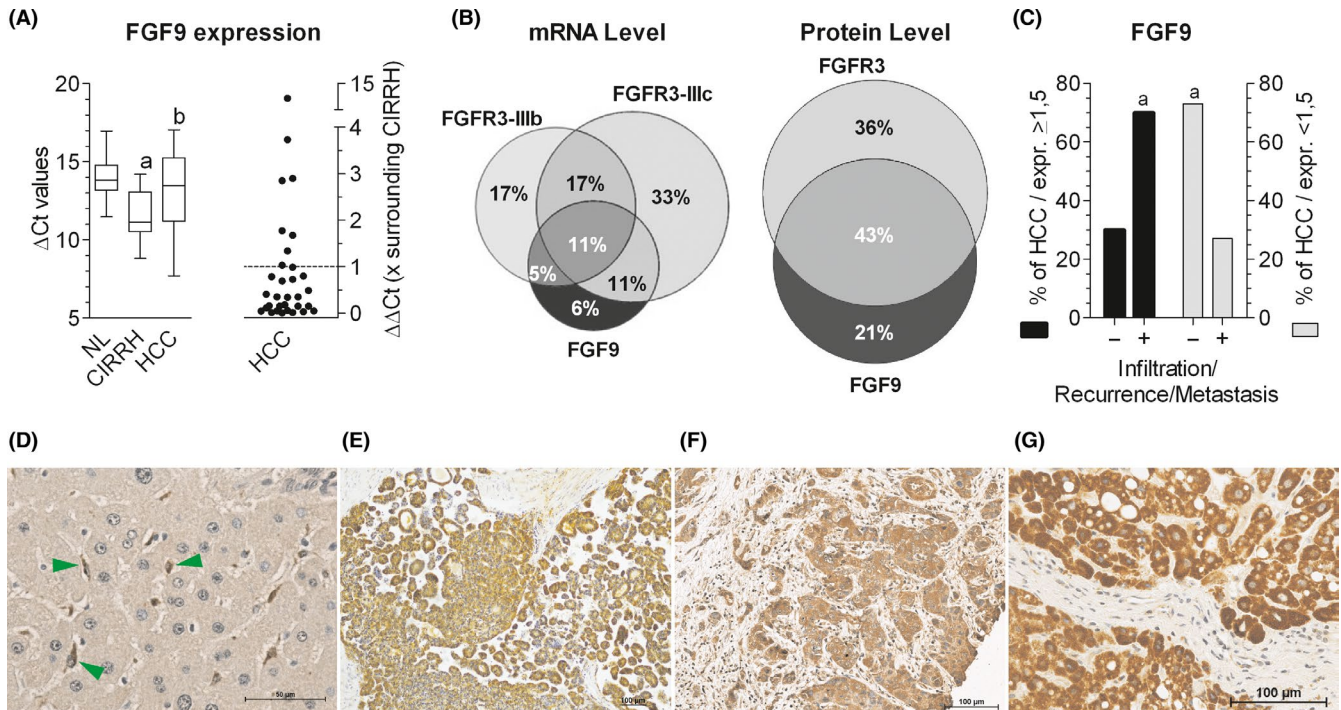 (A)
FGF9 expression
ΔCt values
20
15
10
5
NL
CIRRH
HCC
a
b
15
4
3
2
1
0
HCC
ΔΔCt (x surrounding CIRRH)
(B)
mRNA Level
FGFR3-IIIb
FGFR3-IIIc
17%
17%
33%
11%
5%
11%
6%
FGF9
Protein Level
FGFR3
36%
43%
21%
FGF9
(C)
FGF9
% of HCC / expr. ≥1,5
80
60
40
20
0
a
a
80
60
40
20
0
% of HCC / expr. <1,5
− + − +
Infiltration/
Recurrence/Metastasis
(D)
50 µm
(E)
100 µm
(F)
100 µm
(G)
100 µm